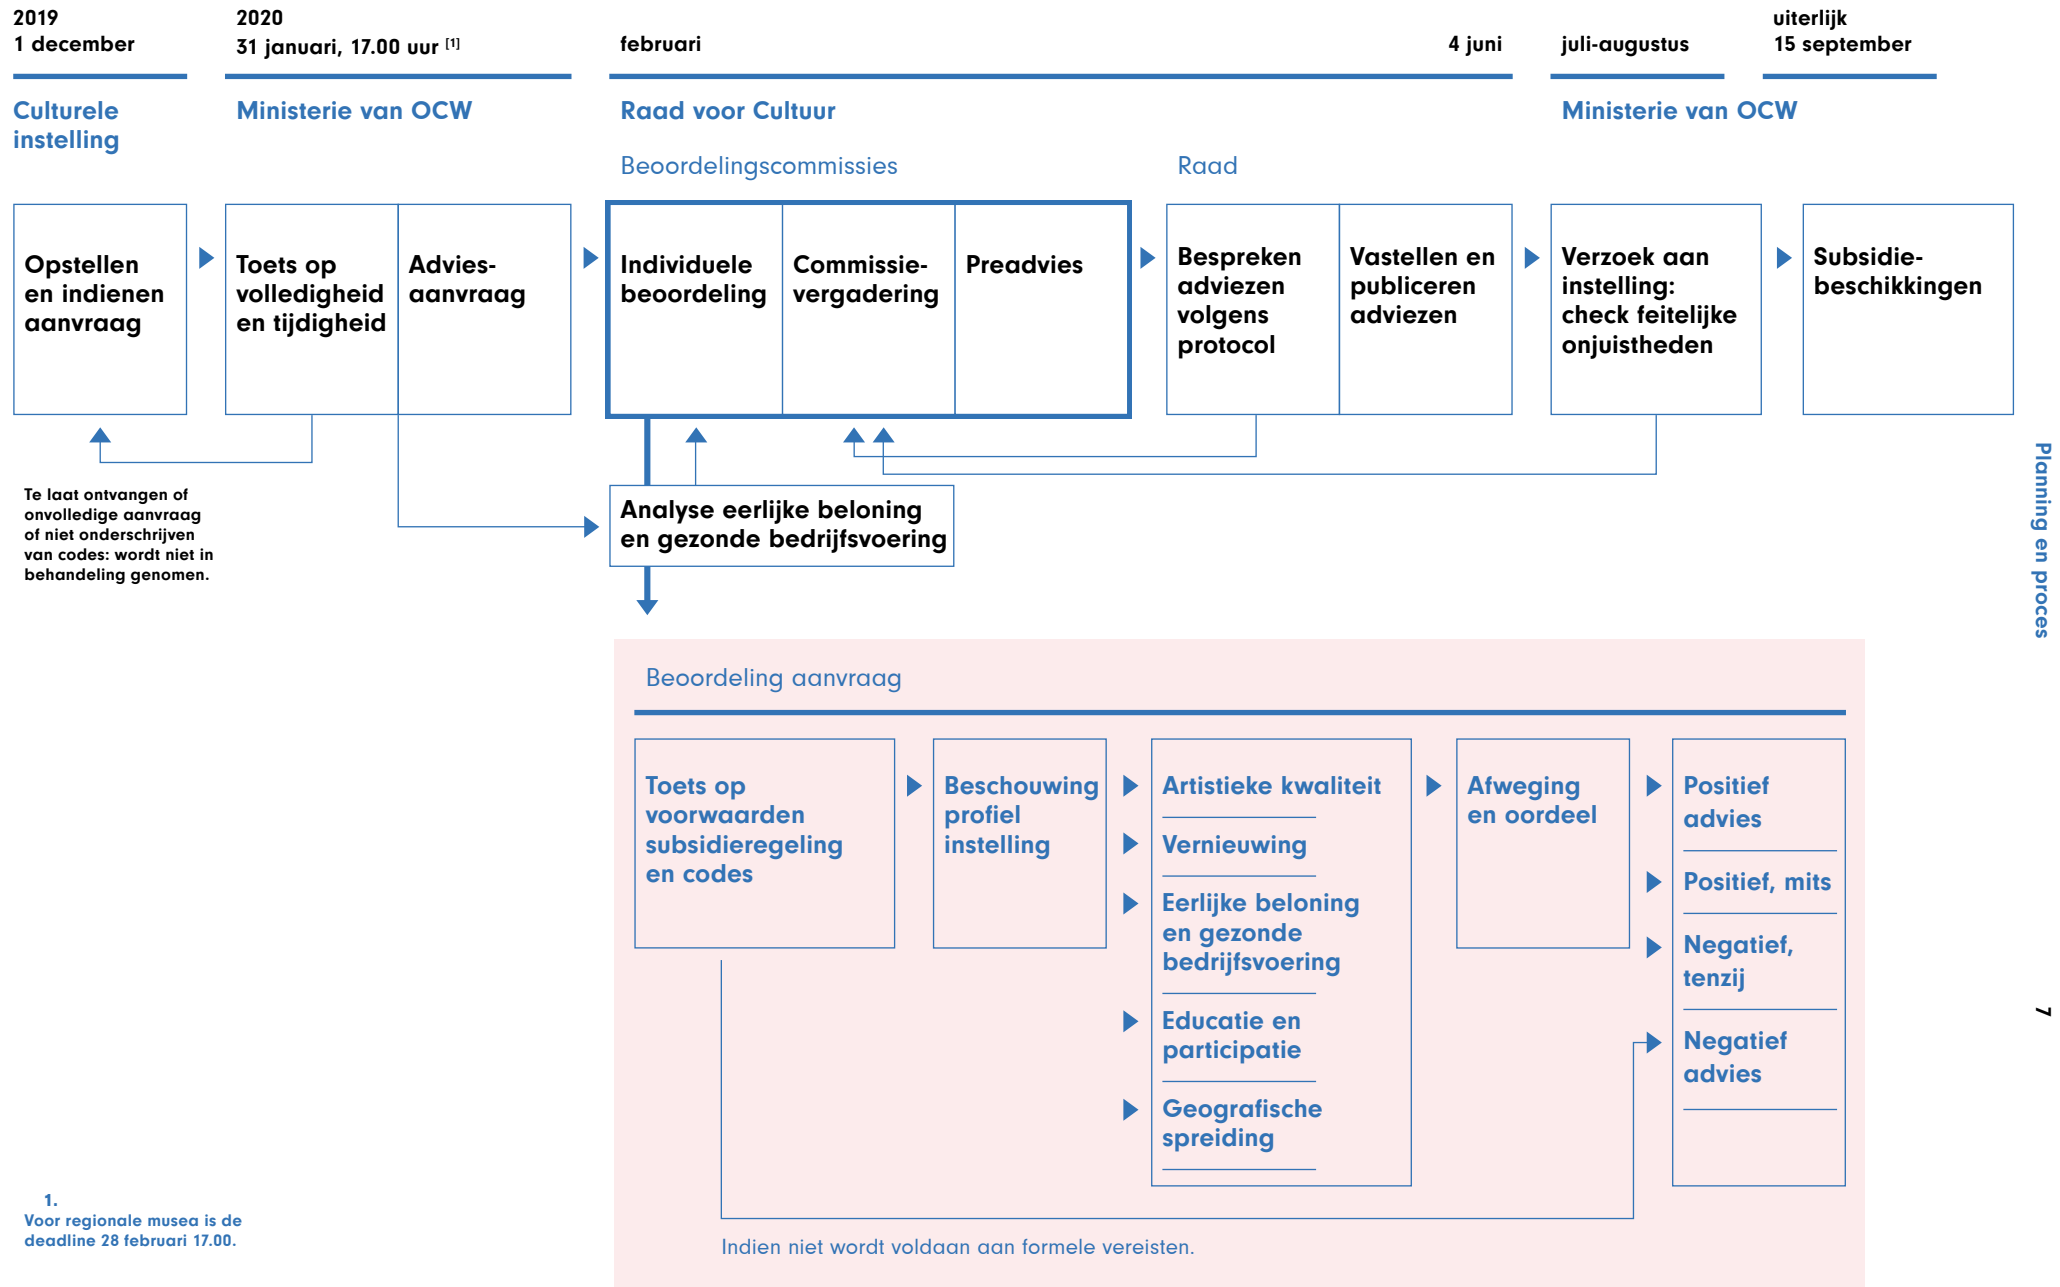 2019
1 december
2020
31 januari, 17.00 uur [1]
februari
4 juni
juli-augustus
uiterlijk
15 september
Culturele
instelling
Ministerie van OCW
Raad voor Cultuur
Ministerie van OCW
Beoordelingscommissies
Raad
Opstellen
en indienen
aanvraag
Toets op
volledigheid
en tijdigheid
Advies-
aanvraag
Individuele
beoordeling
Commissie-
vergadering
Preadvies
Bespreken
adviezen
volgens
protocol
Vastellen en
publiceren
adviezen
Verzoek aan
instelling:
check feitelijke
onjuistheden
Subsidie-
beschikkingen
Te laat ontvangen of
onvolledige aanvraag
of niet onderschrijven
van codes: wordt niet in
behandeling genomen.
Analyse eerlijke beloning
en gezonde bedrijfsvoering
Planning en proces
7
Beoordeling aanvraag
Toets op
voorwaarden
subsidieregeling
en codes
Beschouwing
profiel
instelling
Artistieke kwaliteit
Vernieuwing
Eerlijke beloning
en gezonde
bedrijfsvoering
Educatie en
participatie
Geografische
spreiding
Afweging
en oordeel
Positief
advies
Positief, mits
Negatief,
tenzij
Negatief
advies
Indien niet wordt voldaan aan formele vereisten.
1.
Voor regionale musea is de
deadline 28 februari 17.00.